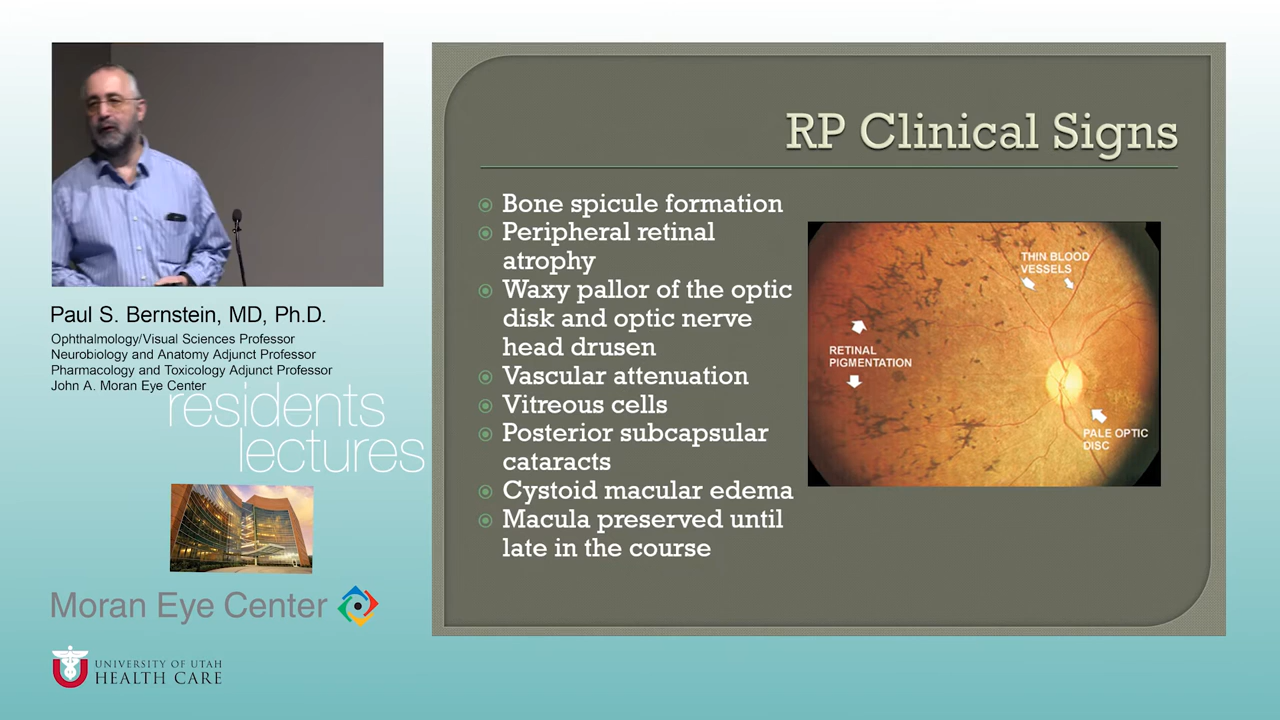 RP Clinical Signs
Bone spicule formation
Peripheral retinal
atrophy
Waxy pallor of the optic
disk and optic nerve
head drusen
Vascular attenuation
Vitreous cells
Posterior subcapsular
cataracts
Cystoid macular edema
Macula preserved until
late in the course
THIN BLOOD
VESSELS
RETINAL
PIGMENTATION
PALE OPTIC
DISC
Paul S. Bernstein, MD, Ph.D.
Ophthalmology/Visual Sciences Professor
Neurobiology and Anatomy Adjunct Professor
Pharmacology and Toxicology Adjunct Professor
John A. Moran Eye Center
residents
lectures
Moran Eye Center
U
UNIVERSITY OF UTAH
HEALTH CARE